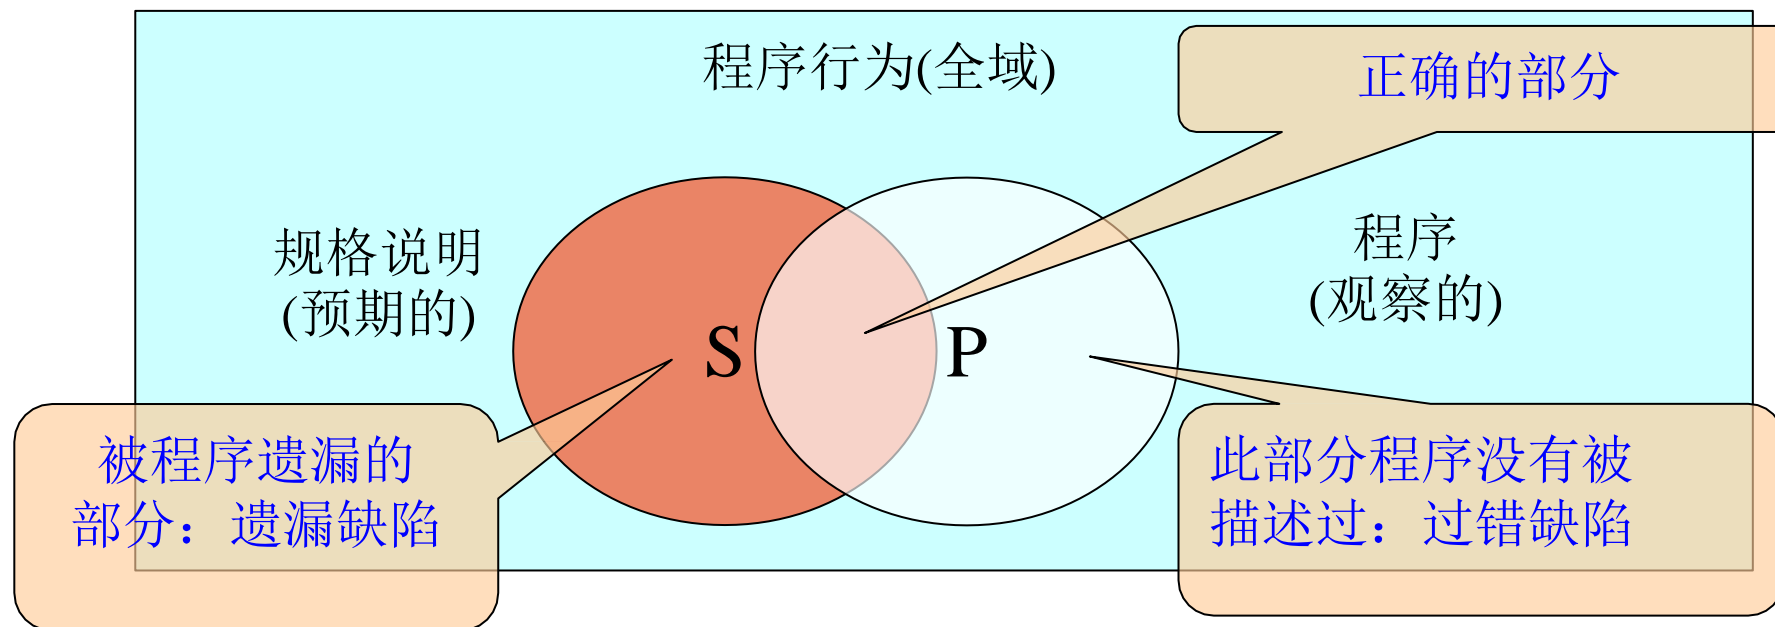 程序行为(全域)
正确的部分
规格说明
(预期的)
程序
(观察的)
S
P
被程序遗漏的
部分：遗漏缺陷
此部分程序没有被
描述过：过错缺陷